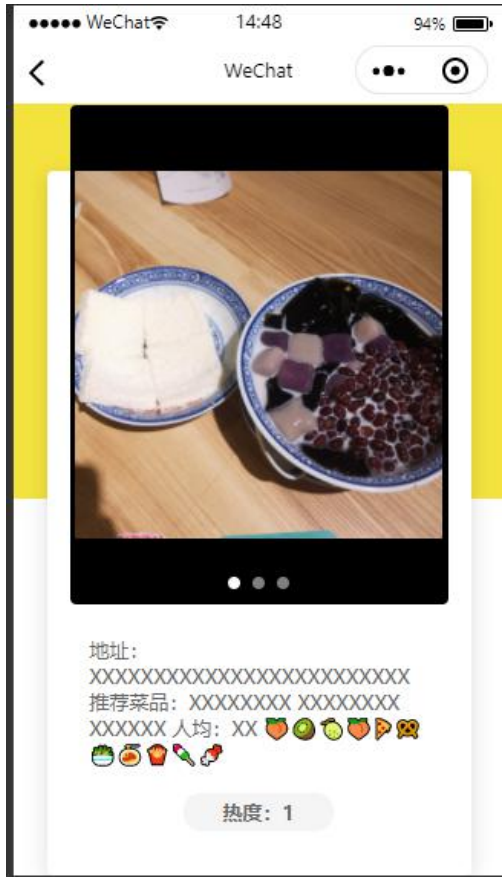 ●●●●● WeChat 14:48 94%
WeChat
地址：
XXXXXXXXXXXXXXXXXXXXXXXXX
推荐菜品：XXXXXXXX XXXXXXXX
XXXXXX 人均：XX 🍑🥝🍈🍑🍕🥨
🥗🍝🍟🍡🍖
热度：1